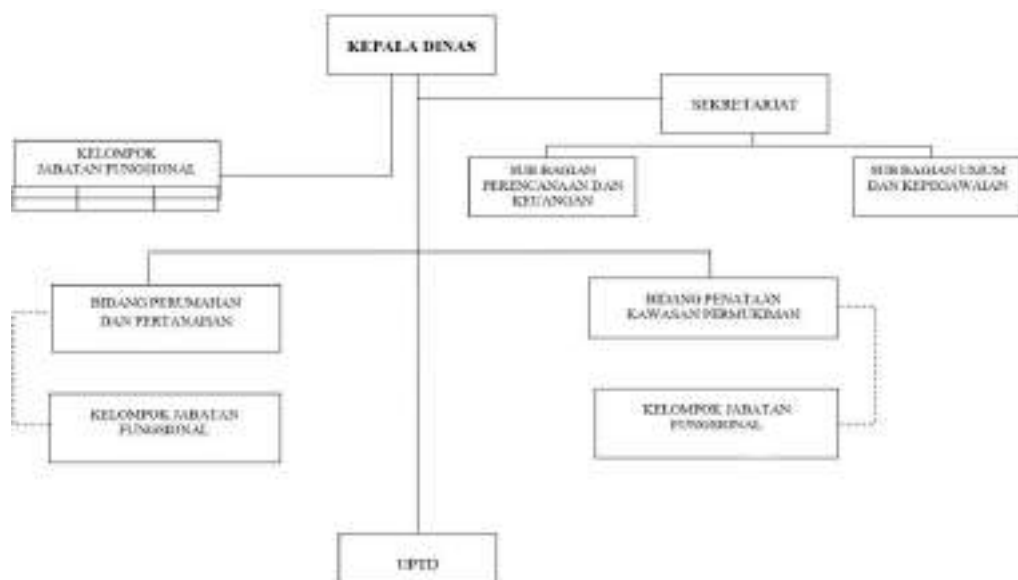 KEPALA DINAS
SEKRETARIAT
KELOMPOK
JABATAN FUNGSIONAL
SUB BAGIAN
PERENCANAAN DAN
KEUANGAN
SUB BAGIAN UMUM
DAN KEPEGAWAIAN
BIDANG PERUMAHAN
DAN PERTANAHAN
BIDANG PENATAAN
KAWASAN PERMUKIMAN
KELOMPOK JABATAN
FUNGSIONAL
KELOMPOK JABATAN
FUNGSIONAL
UPTD